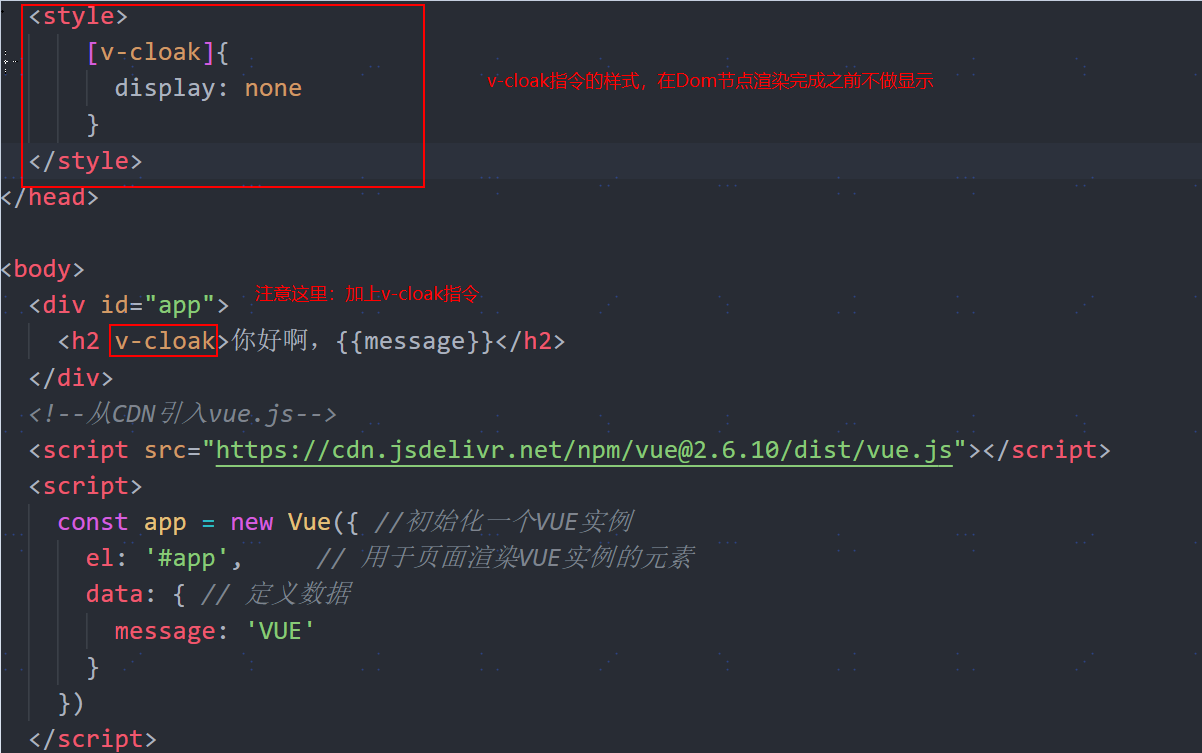 <style>
[v-cloak]{
display: none
v-cloak指令的样式，在Dom节点渲染完成之前不做显示
}
</style>
</head>
<body>
<div id="app">
注意这里：加上v-cloak指令
<h2 v-cloak>你好啊，{{message}}</h2>
</div>
<!--从CDN引入vue.js-->
<script src="https://cdn.jsdelivr.net/npm/vue@2.6.10/dist/vue.js"></script>
<script>
const app = new Vue({ //初始化一个VUE实例
el: '#app',     // 用于页面渲染VUE实例的元素
data: { // 定义数据
message: 'VUE'
}
})
</script>